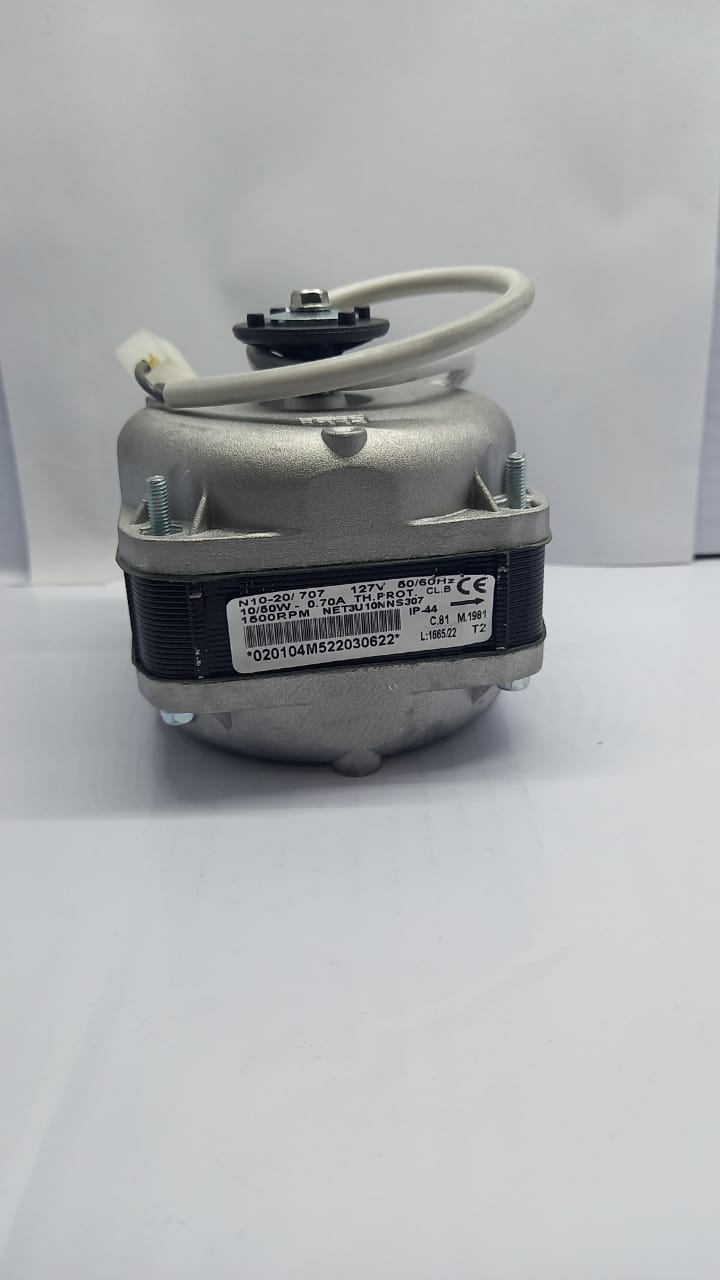 N10-20/ 707 127V 50/60Hz CE
10/50W - 0.70A TH.PROT. CL.B
1500RPM NET3U10NNS307 IP-44
C.81 M.1981
*020104M522030622* L:1665/22 T2